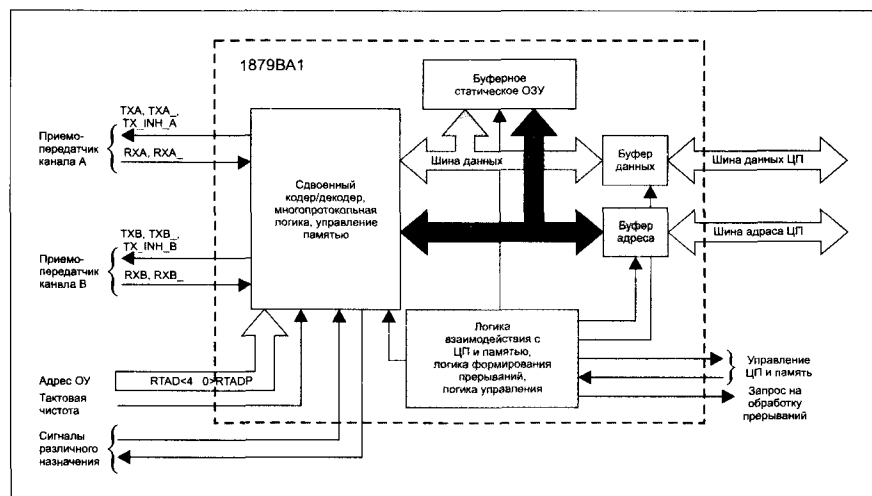 1879BA1
Буферное
статическое ОЗУ
TXA, TXA_,
TX_INH_A
Приемо-
передатчик
канала А
RXA, RXA_
Сдвоенный
кодер/декодер,
многопротокольная
логика, управление
памятью
Шина данных
Буфер
данных
Шина данных ЦП
Буфер
адреса
Шина адреса ЦП
TXB, TXB_,
TX_INH_B
Приемо-
передатчик
канвла В
RXB, RXB_
Логика
взаимодействия с
ЦП и памятью,
логика формирования
прерываний,
логика управления
Управление
ЦП и память
Запрос на
обработку
прерываний
Адрес ОУ
RTAD<4 0>RTADP
Тактовая
чистота
Сигналы
различного
назначения